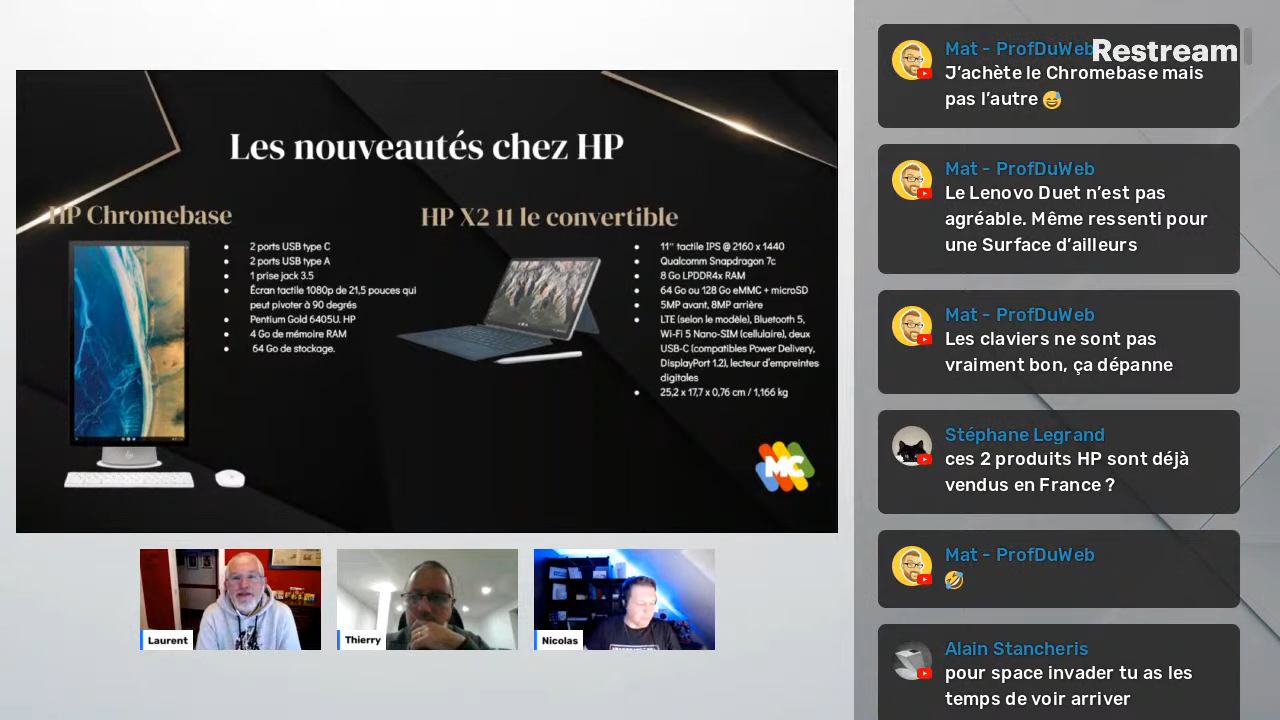 Les nouveautés chez HP
HP Chromebase
2 ports USB type C
2 ports USB type A
1 prise jack 3.5
Écran tactile 1080p de 21,5 pouces qui
peut pivoter à 90 degrés
Pentium Gold 6405U. HP
4 Go de mémoire RAM
64 Go de stockage.
HP X2 11 le convertible
11'' tactile IPS @ 2160 x 1440
Qualcomm Snapdragon 7c
8 Go LPDDR4x RAM
64 Go ou 128 Go eMMC + microSD
5MP avant, 8MP arrière
LTE (selon le modèle), Bluetooth 5,
Wi-Fi 5 Nano-SIM (cellulaire), deux
USB-C (compatibles Power Delivery,
DisplayPort 1.2), lecteur d'empreintes
digitales
25,2 x 17,7 x 0,76 cm / 1,166 kg
MC
Laurent
Thierry
Nicolas
Restream
Mat - ProfDuWeb
J’achète le Chromebase mais
pas l’autre 😅
Mat - ProfDuWeb
Le Lenovo Duet n’est pas
agréable. Même ressenti pour
une Surface d’ailleurs
Mat - ProfDuWeb
Les claviers ne sont pas
vraiment bon, ça dépanne
Stéphane Legrand
ces 2 produits HP sont déjà
vendus en France ?
Mat - ProfDuWeb
🤣
Alain Stancheris
pour space invader tu as les
temps de voir arriver